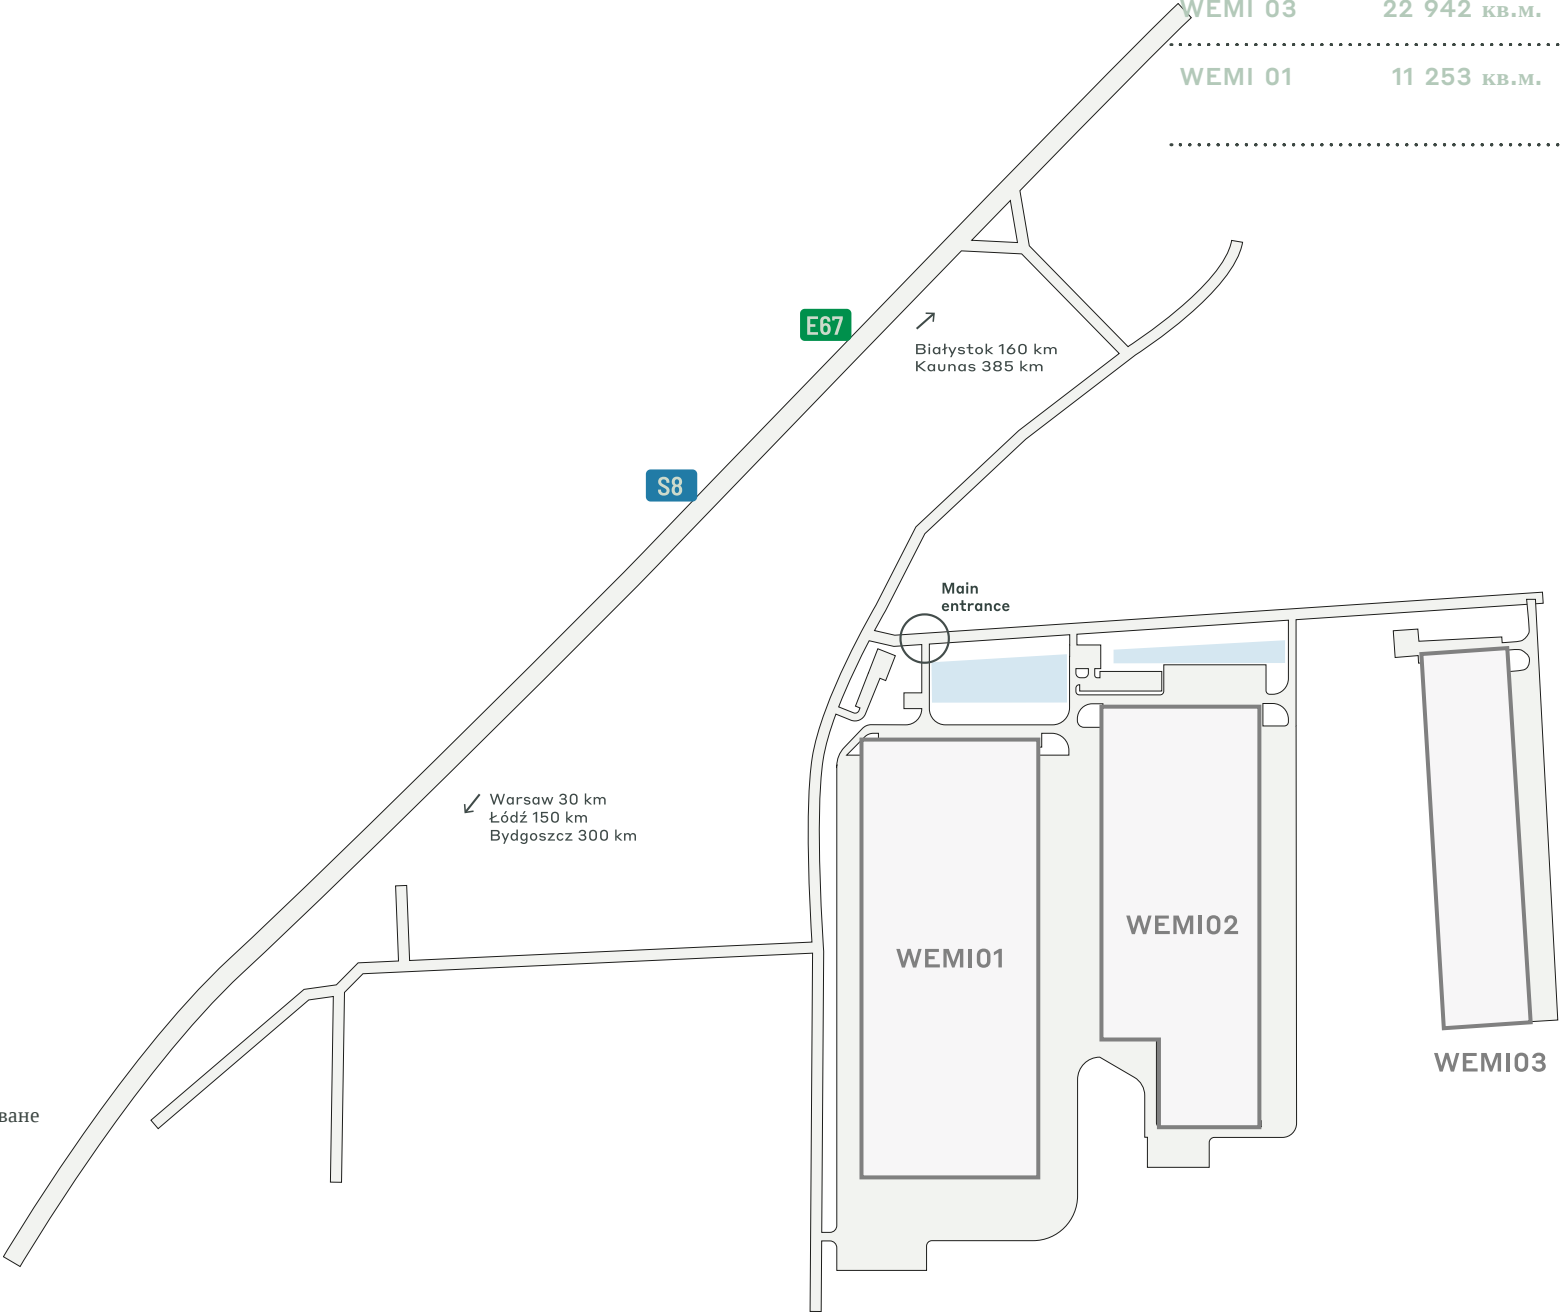 WEMI 03 22 942 кв.м.
WEMI 01 11 253 кв.м.
E67
Białystok 160 km
Kaunas 385 km
S8
Main
entrance
Warsaw 30 km
Łódź 150 km
Bydgoszcz 300 km
WEMI02
WEMI01
WEMI03